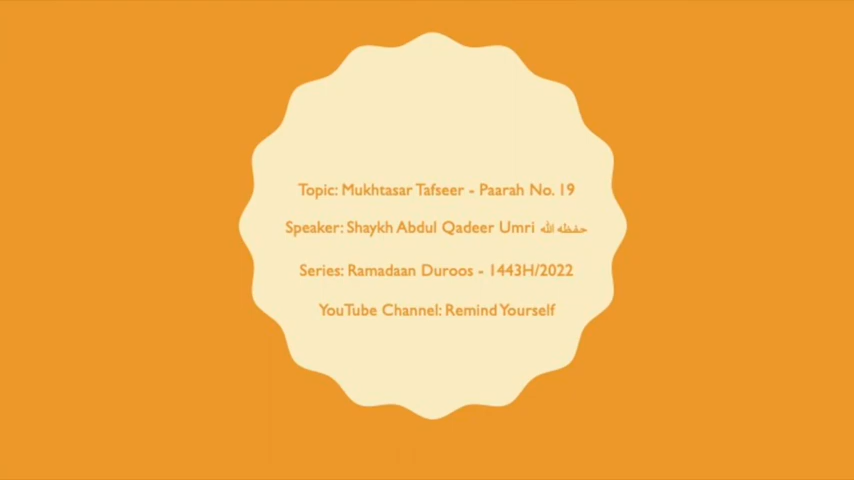 Topic: Mukhtasar Tafseer - Paarah No. 19
Speaker: Shaykh Abdul Qadeer Umri حفظه الله
Series: Ramadaan Duroos - 1443H/2022
YouTube Channel: Remind Yourself